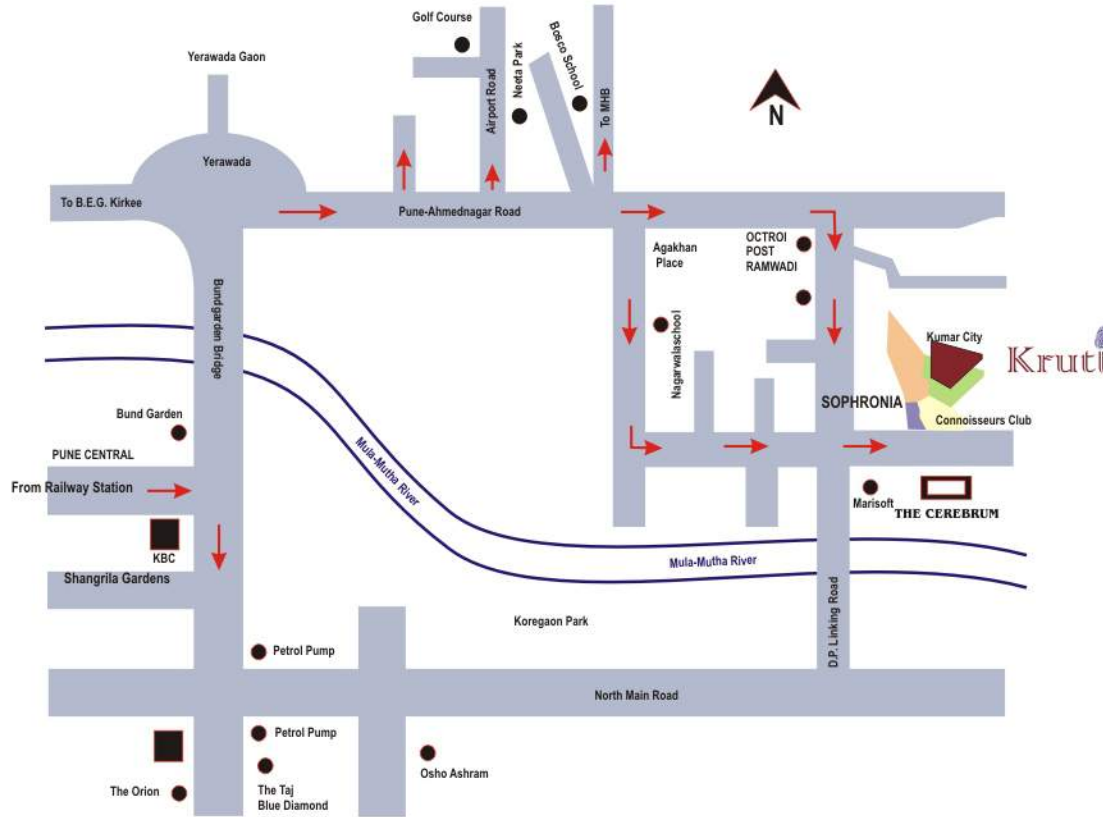 Golf Course
Bosco School
Yerawada Gaon
Airport Road
Neeta Park
To MHB
N
Yerawada
To B.E.G. Kirkee
Pune-Ahmednagar Road
Agakhan
Place
OCTROI
POST
RAMWADI
Bundgarden Bridge
Nagarwalaschool
Kumar City
SOPHRONIA
Connoisseurs Club
Bund Garden
PUNE CENTRAL
From Railway Station
Mula-Mutha River
Marisoft
THE CEREBRUM
KBC
Shangrila Gardens
Mula-Mutha River
Koregaon Park
D.P. Linking Road
Petrol Pump
North Main Road
Petrol Pump
Osho Ashram
The Orion
The Taj
Blue Diamond